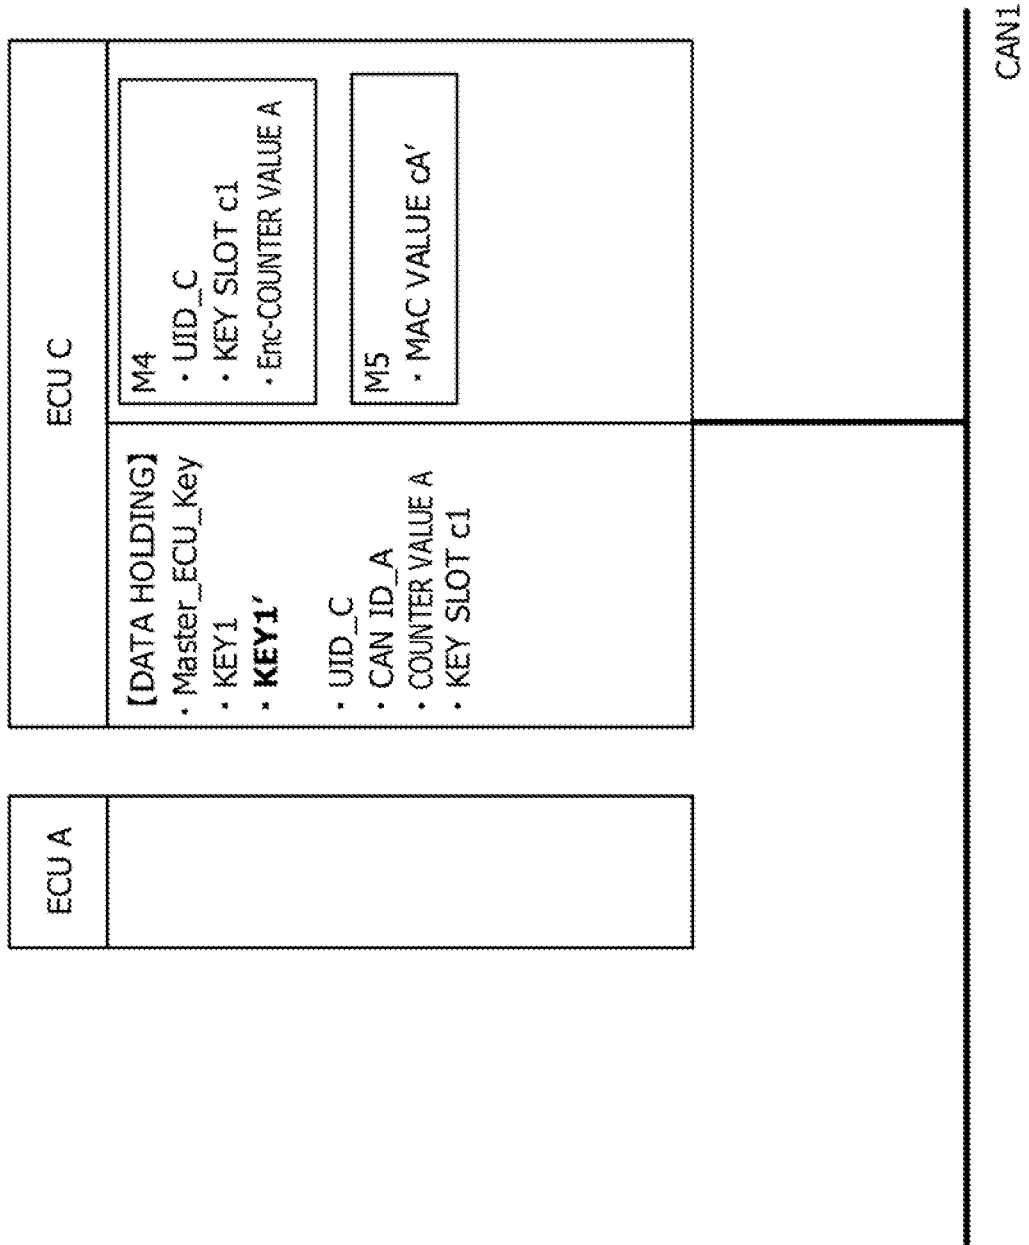 ECU A
ECU C
【DATA HOLDING】
・Master_ECU_Key
・KEY1
・KEY1′
・UID_C
・CAN ID_A
・COUNTER VALUE A
・KEY SLOT c1
M4
・UID_C
・KEY SLOT c1
・Enc-COUNTER VALUE A
M5
・MAC VALUE cA′
CAN1